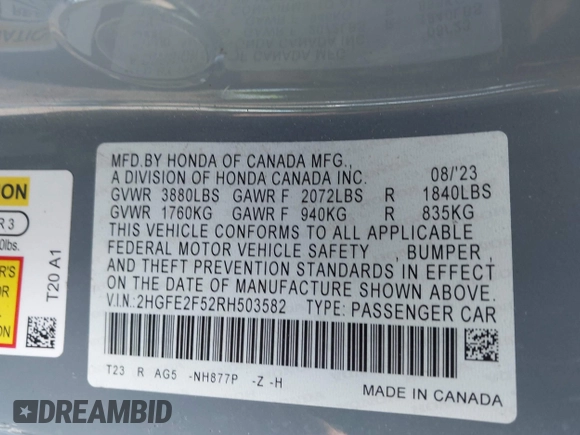 MFD.BY HONDA OF CANADA MFG.,
A DIVISION OF HONDA CANADA INC. 08/'23
GVWR 3880LBS GAWR F 2072LBS R 1840LBS
GVWR 1760KG GAWR F 940KG R 835KG
THIS VEHICLE CONFORMS TO ALL APPLICABLE
FEDERAL MOTOR VEHICLE SAFETY , BUMPER ,
AND THEFT PREVENTION STANDARDS IN EFFECT
ON THE DATE OF MANUFACTURE SHOWN ABOVE.
V.I.N.:2HGFE2F52RH503582 TYPE: PASSENGER CAR
T23 R AG5 -NH877P -Z -H
MADE IN CANADA
ION
R 3
0lbs.
R'S
T20 A1
DREAMBID